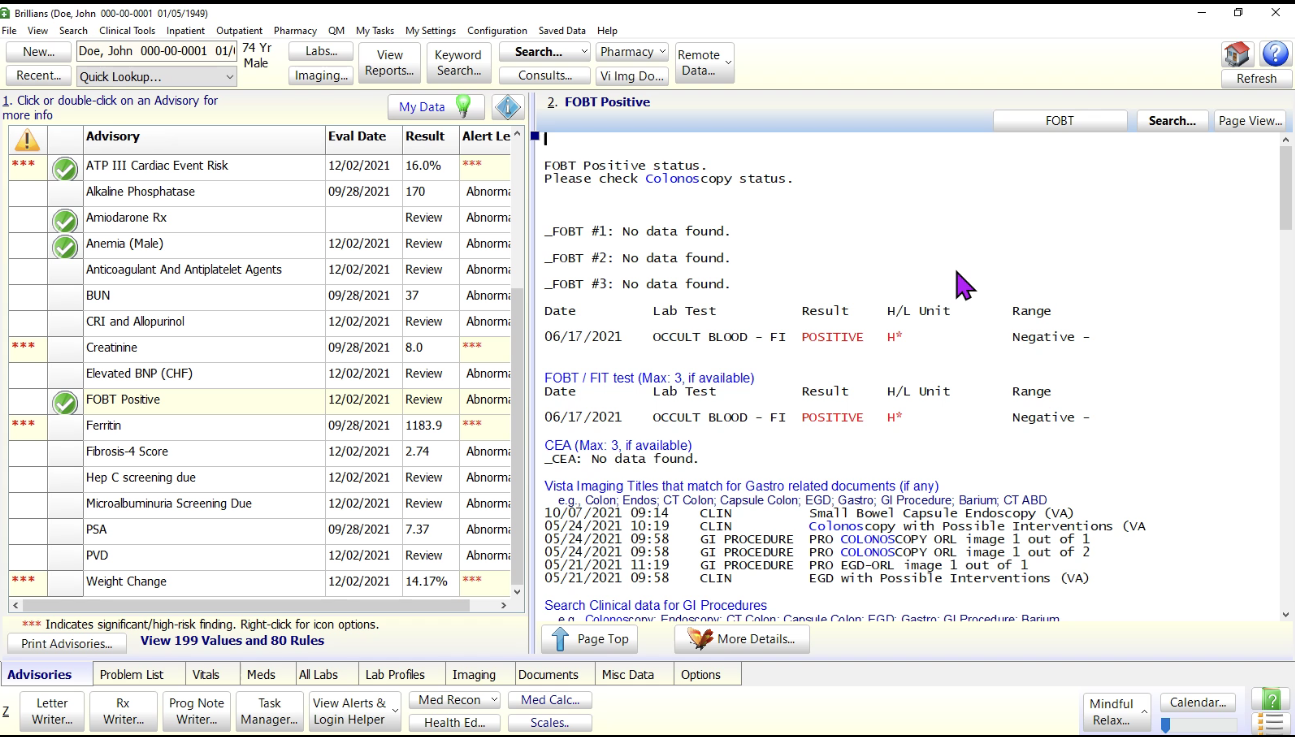 Brillians (Doe, John 000-00-0001 01/05/1949)
File View Search Clinical Tools Inpatient Outpatient Pharmacy QM My Tasks My Settings Configuration Saved Data Help
New... Doe, John 000-00-0001 01/ 74 Yr Male Labs... View Reports... Keyword Search... Search... Pharmacy Remote Data...
Recent... Quick Lookup... Imaging... Consults... Vi Img Do... Refresh
1. Click or double-click on an Advisory for
more info
My Data
Advisory Eval Date Result Alert Le
*** ATP III Cardiac Event Risk 12/02/2021 16.0% ***
Alkaline Phosphatase 09/28/2021 170 Abnorma
Amiodarone Rx Review Abnorma
Anemia (Male) 12/02/2021 Review Abnorma
Anticoagulant And Antiplatelet Agents 12/02/2021 Review Abnorma
BUN 09/28/2021 37 Abnorma
CRI and Allopurinol 12/02/2021 Review Abnorma
*** Creatinine 09/28/2021 8.0 ***
Elevated BNP (CHF) 12/02/2021 Review Abnorma
FOBT Positive 12/02/2021 Review Abnorma
*** Ferritin 09/28/2021 1183.9 ***
Fibrosis-4 Score 12/02/2021 2.74 Abnorma
Hep C screening due 12/02/2021 Review Abnorma
Microalbuminuria Screening Due 12/02/2021 Review Abnorma
PSA 09/28/2021 7.37 Abnorma
PVD 12/02/2021 Review Abnorma
*** Weight Change 12/02/2021 14.17% ***
*** Indicates significant/high-risk finding. Right-click for icon options.
Print Advisories... View 199 Values and 80 Rules
2. FOBT Positive
FOBT Search... Page View...
FOBT Positive status.
Please check Colonoscopy status.
_FOBT #1: No data found.
_FOBT #2: No data found.
_FOBT #3: No data found.
Date Lab Test Result H/L Unit Range
06/17/2021 OCCULT BLOOD - FI POSITIVE H* Negative -
FOBT / FIT test (Max: 3, if available)
Date Lab Test Result H/L Unit Range
06/17/2021 OCCULT BLOOD - FI POSITIVE H* Negative -
CEA (Max: 3, if available)
_CEA: No data found.
Vista Imaging Titles that match for Gastro related documents (if any)
e.g., Colon; Endos; CT Colon; Capsule Colon; EGD; Gastro; GI Procedure; Barium; CT ABD
10/07/2021 09:14 CLIN Small Bowel Capsule Endoscopy (VA)
05/24/2021 10:19 CLIN Colonoscopy with Possible Interventions (VA
05/24/2021 09:58 GI PROCEDURE PRO COLONOSCOPY ORL image 1 out of 1
05/24/2021 09:58 GI PROCEDURE PRO COLONOSCOPY ORL image 1 out of 2
05/21/2021 11:19 GI PROCEDURE PRO EGD-ORL image 1 out of 1
05/21/2021 09:58 CLIN EGD with Possible Interventions (VA)
Search Clinical data for GI Procedures
e.g., Colonoscopy; Endoscopy; CT Colon; Capsule Colon; EGD; Gastro; GI Procedure; Barium
Page Top More Details...
Advisories Problem List Vitals Meds All Labs Lab Profiles Imaging Documents Misc Data Options
Z Letter Writer... Rx Writer... Prog Note Writer... Task Manager... View Alerts & Login Helper Med Recon Med Calc... Mindful Relax... Calendar...
Health Ed... Scales..